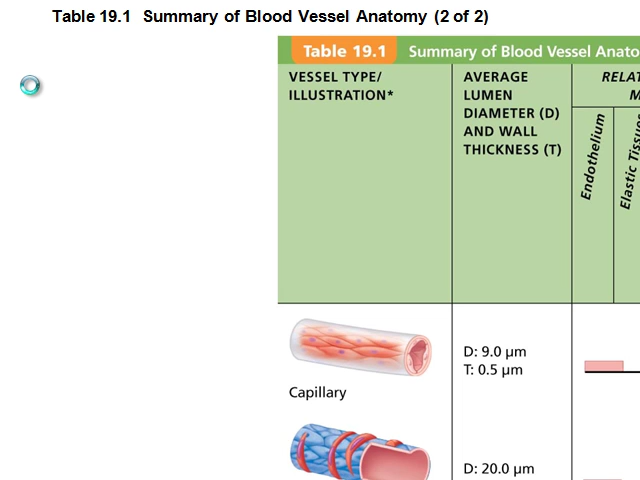 Table 19.1 Summary of Blood Vessel Anatomy (2 of 2)
Table 19.1 Summary of Blood Vessel
VESSEL TYPE/
ILLUSTRATION*
AVERAGE
LUMEN
DIAMETER (D)
AND WALL
THICKNESS (T)
Endothelium
Elastic
D: 9.0 µm
T: 0.5 µm
Capillary
D: 20.0 µm